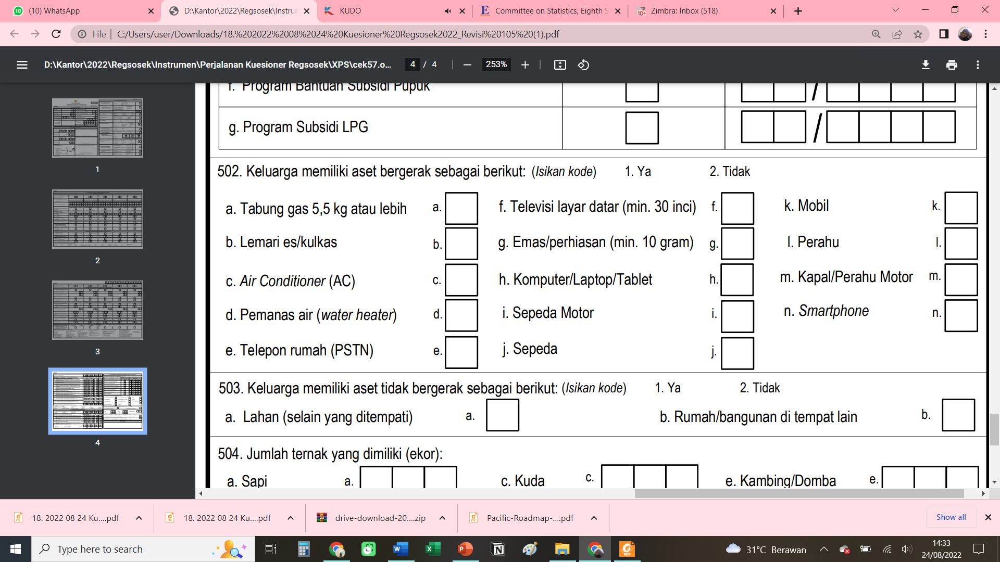 (10) WhatsApp
D:\Kantor\2022\Regsosek\Instrum
KUDO
Committee on Statistics, Eighth S
Zimbra: Inbox (518)
File
C:/Users/user/Downloads/18.%202022%2008%2024%20Kuesioner%20Regsosek2022_Revisi%20105%20(1).pdf
D:\Kantor\2022\Regsosek\Instrumen\Perjalanan Kuesioner Regsosek\XPS\cek57.o...
4 / 4
253%
1
2
3
4
f. Program Bantuan Subsidi Pupuk
/
g. Program Subsidi LPG
/
502. Keluarga memiliki aset bergerak sebagai berikut: (Isikan kode) 1. Ya 2. Tidak
a. Tabung gas 5,5 kg atau lebih a. f. Televisi layar datar (min. 30 inci) f. k. Mobil k.
b. Lemari es/kulkas b. g. Emas/perhiasan (min. 10 gram) g. l. Perahu l.
c. Air Conditioner (AC) c. h. Komputer/Laptop/Tablet h. m. Kapal/Perahu Motor m.
d. Pemanas air (water heater) d. i. Sepeda Motor i. n. Smartphone n.
e. Telepon rumah (PSTN) e. j. Sepeda j.
503. Keluarga memiliki aset tidak bergerak sebagai berikut: (Isikan kode) 1. Ya 2. Tidak
a. Lahan (selain yang ditempati) a. b. Rumah/bangunan di tempat lain b.
504. Jumlah ternak yang dimiliki (ekor):
a. Sapi a. c. Kuda c. e. Kambing/Domba e.
18. 2022 08 24 Ku....pdf
18. 2022 08 24 Ku....pdf
drive-download-20....zip
Pacific-Roadmap-....pdf
Show all
Type here to search
31°C Berawan
14:33
24/08/2022